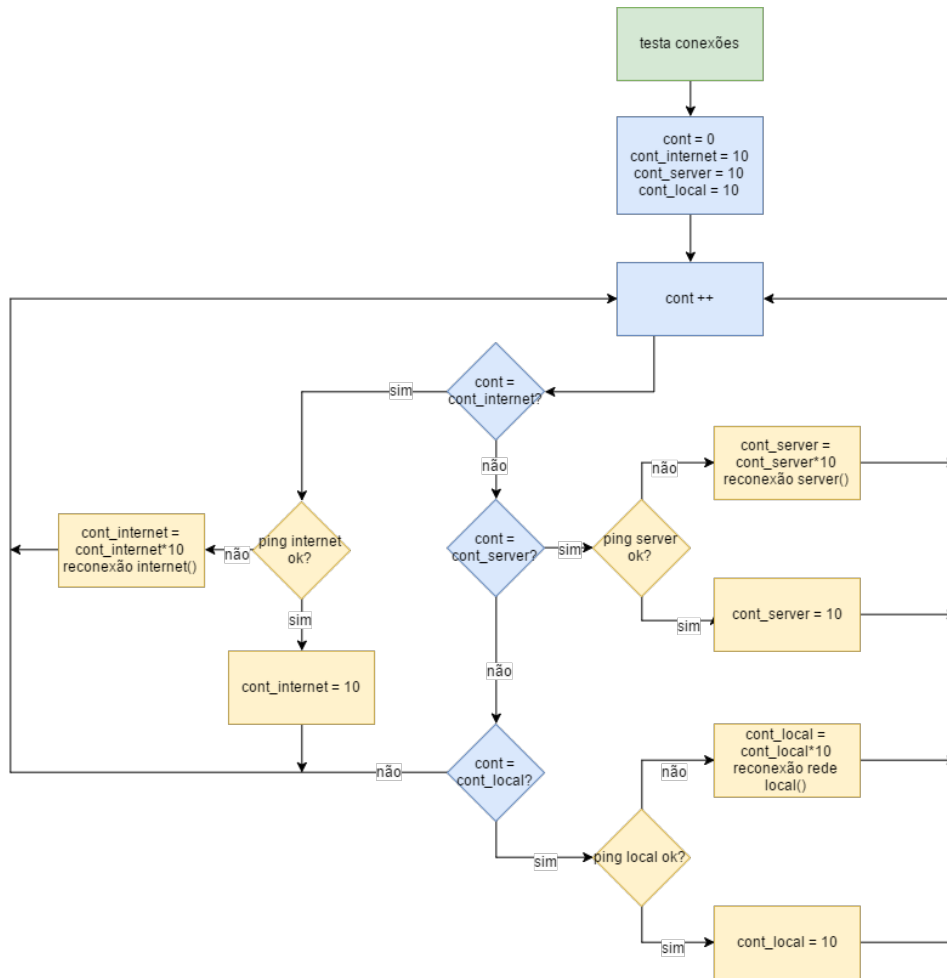 testa conexões
cont = 0
cont_internet = 10
cont_server = 10
cont_local = 10
cont ++
cont =
cont_internet?
sim
não
cont_server =
cont_server*10
reconexão server()
não
cont_internet =
cont_internet*10
reconexão internet()
não
ping internet
ok?
cont =
cont_server?
sim
ping server
ok?
sim
cont_server = 10
sim
cont_internet = 10
não
cont_local =
cont_local*10
reconexão rede
local()
não
cont =
cont_local?
não
ping local ok?
sim
cont_local = 10
sim